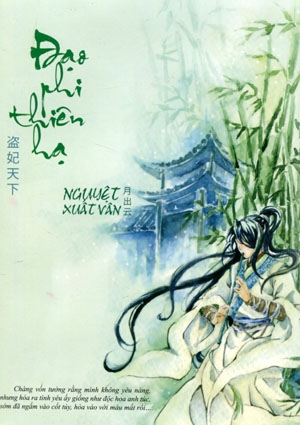 Đạo
phi
thiên
hạ
盗妃天下
NGUYỆT
XUẤT VÂN
月出云
Chàng vốn tưởng rằng mình không yêu nàng,
nhưng hóa ra tình yêu ấy giống như độc hoa anh túc,
sớm đã ngấm vào cốt tủy, hòa vào với máu mất rồi...